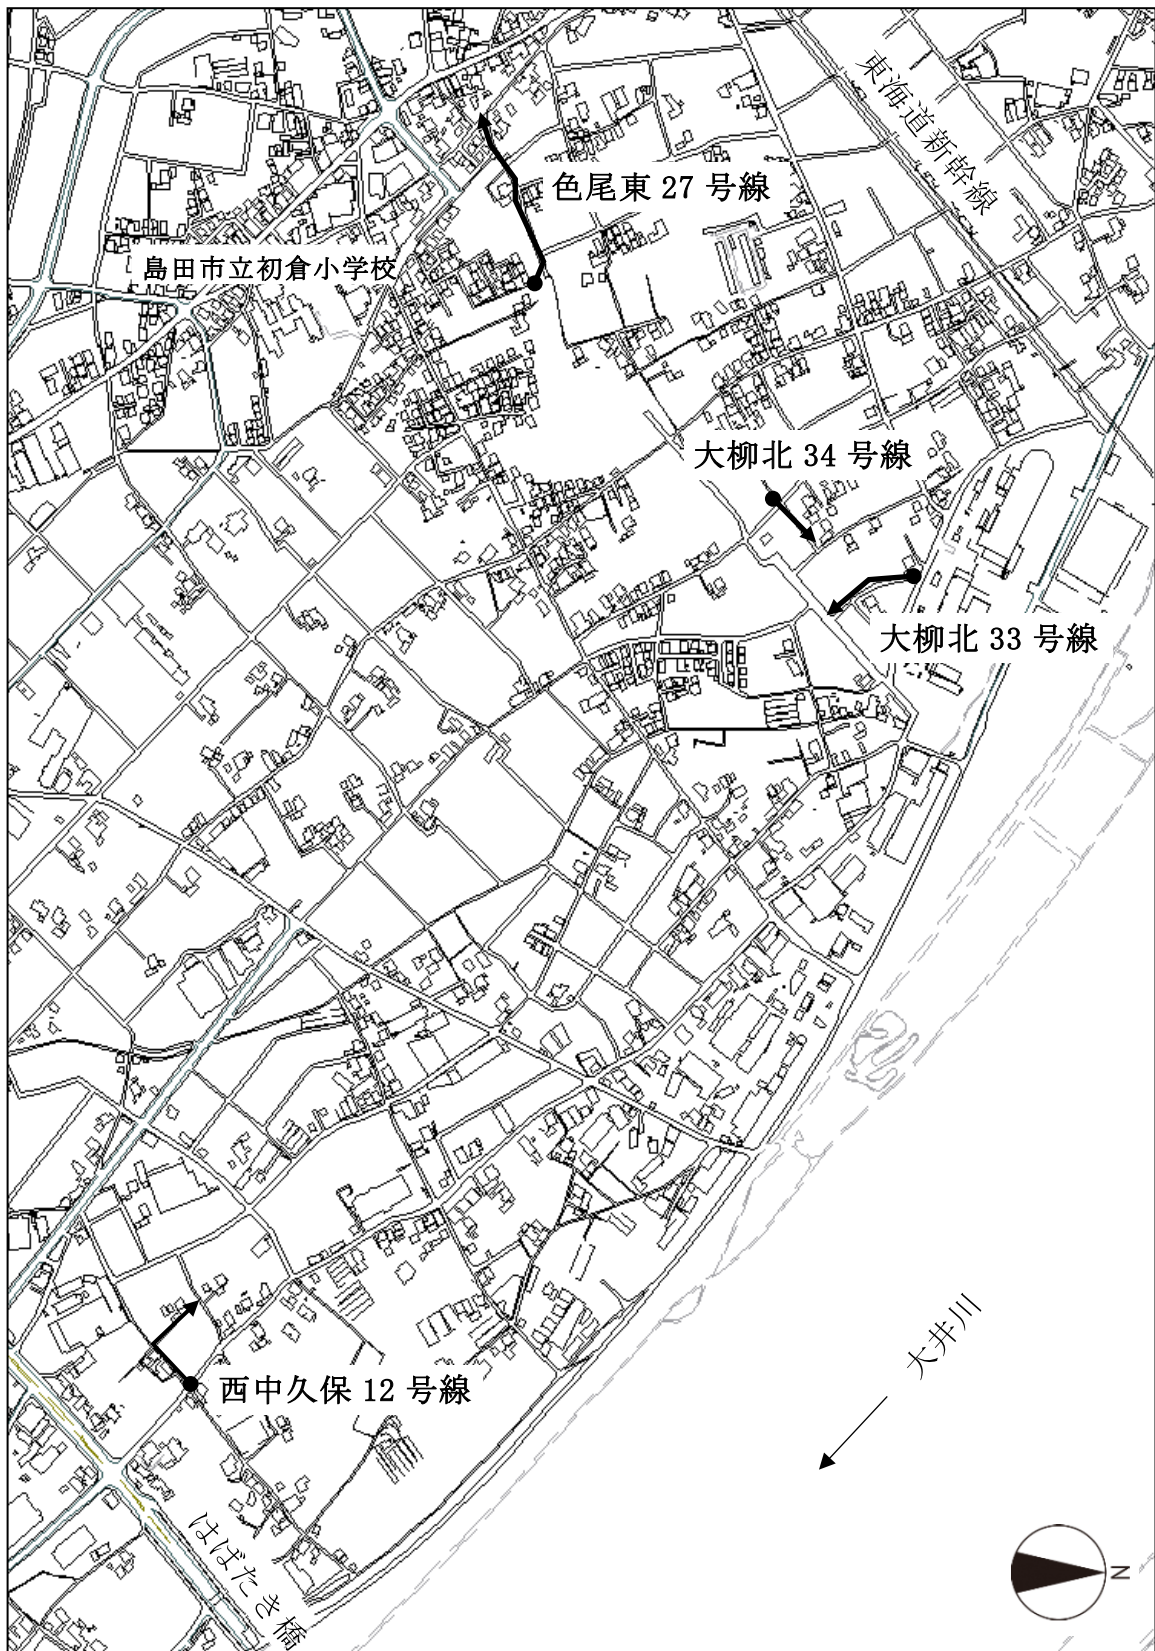 東海道新幹線
色尾東 27 号線
島田市立初倉小学校
大柳北 34 号線
大柳北 33 号線
大井川
西中久保 12 号線
はばたき橋
N